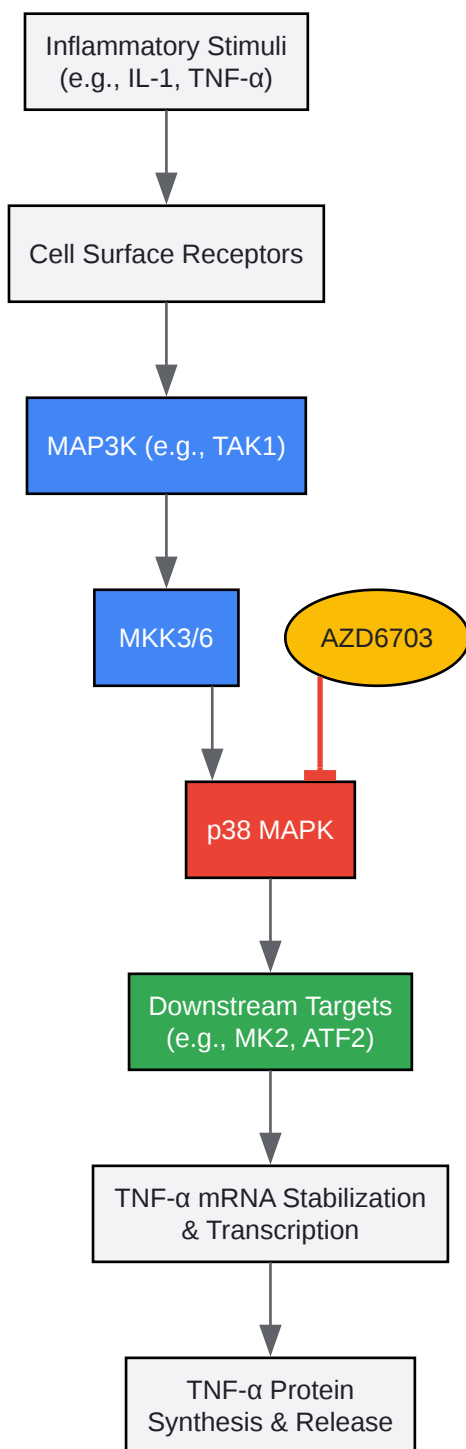 Inflammatory Stimuli
(e.g., IL-1, TNF-α)
Cell Surface Receptors
MAP3K (e.g., TAK1)
MKK3/6
AZD6703
p38 MAPK
Downstream Targets
(e.g., MK2, ATF2)
TNF-α mRNA Stabilization
& Transcription
TNF-α Protein
Synthesis & Release